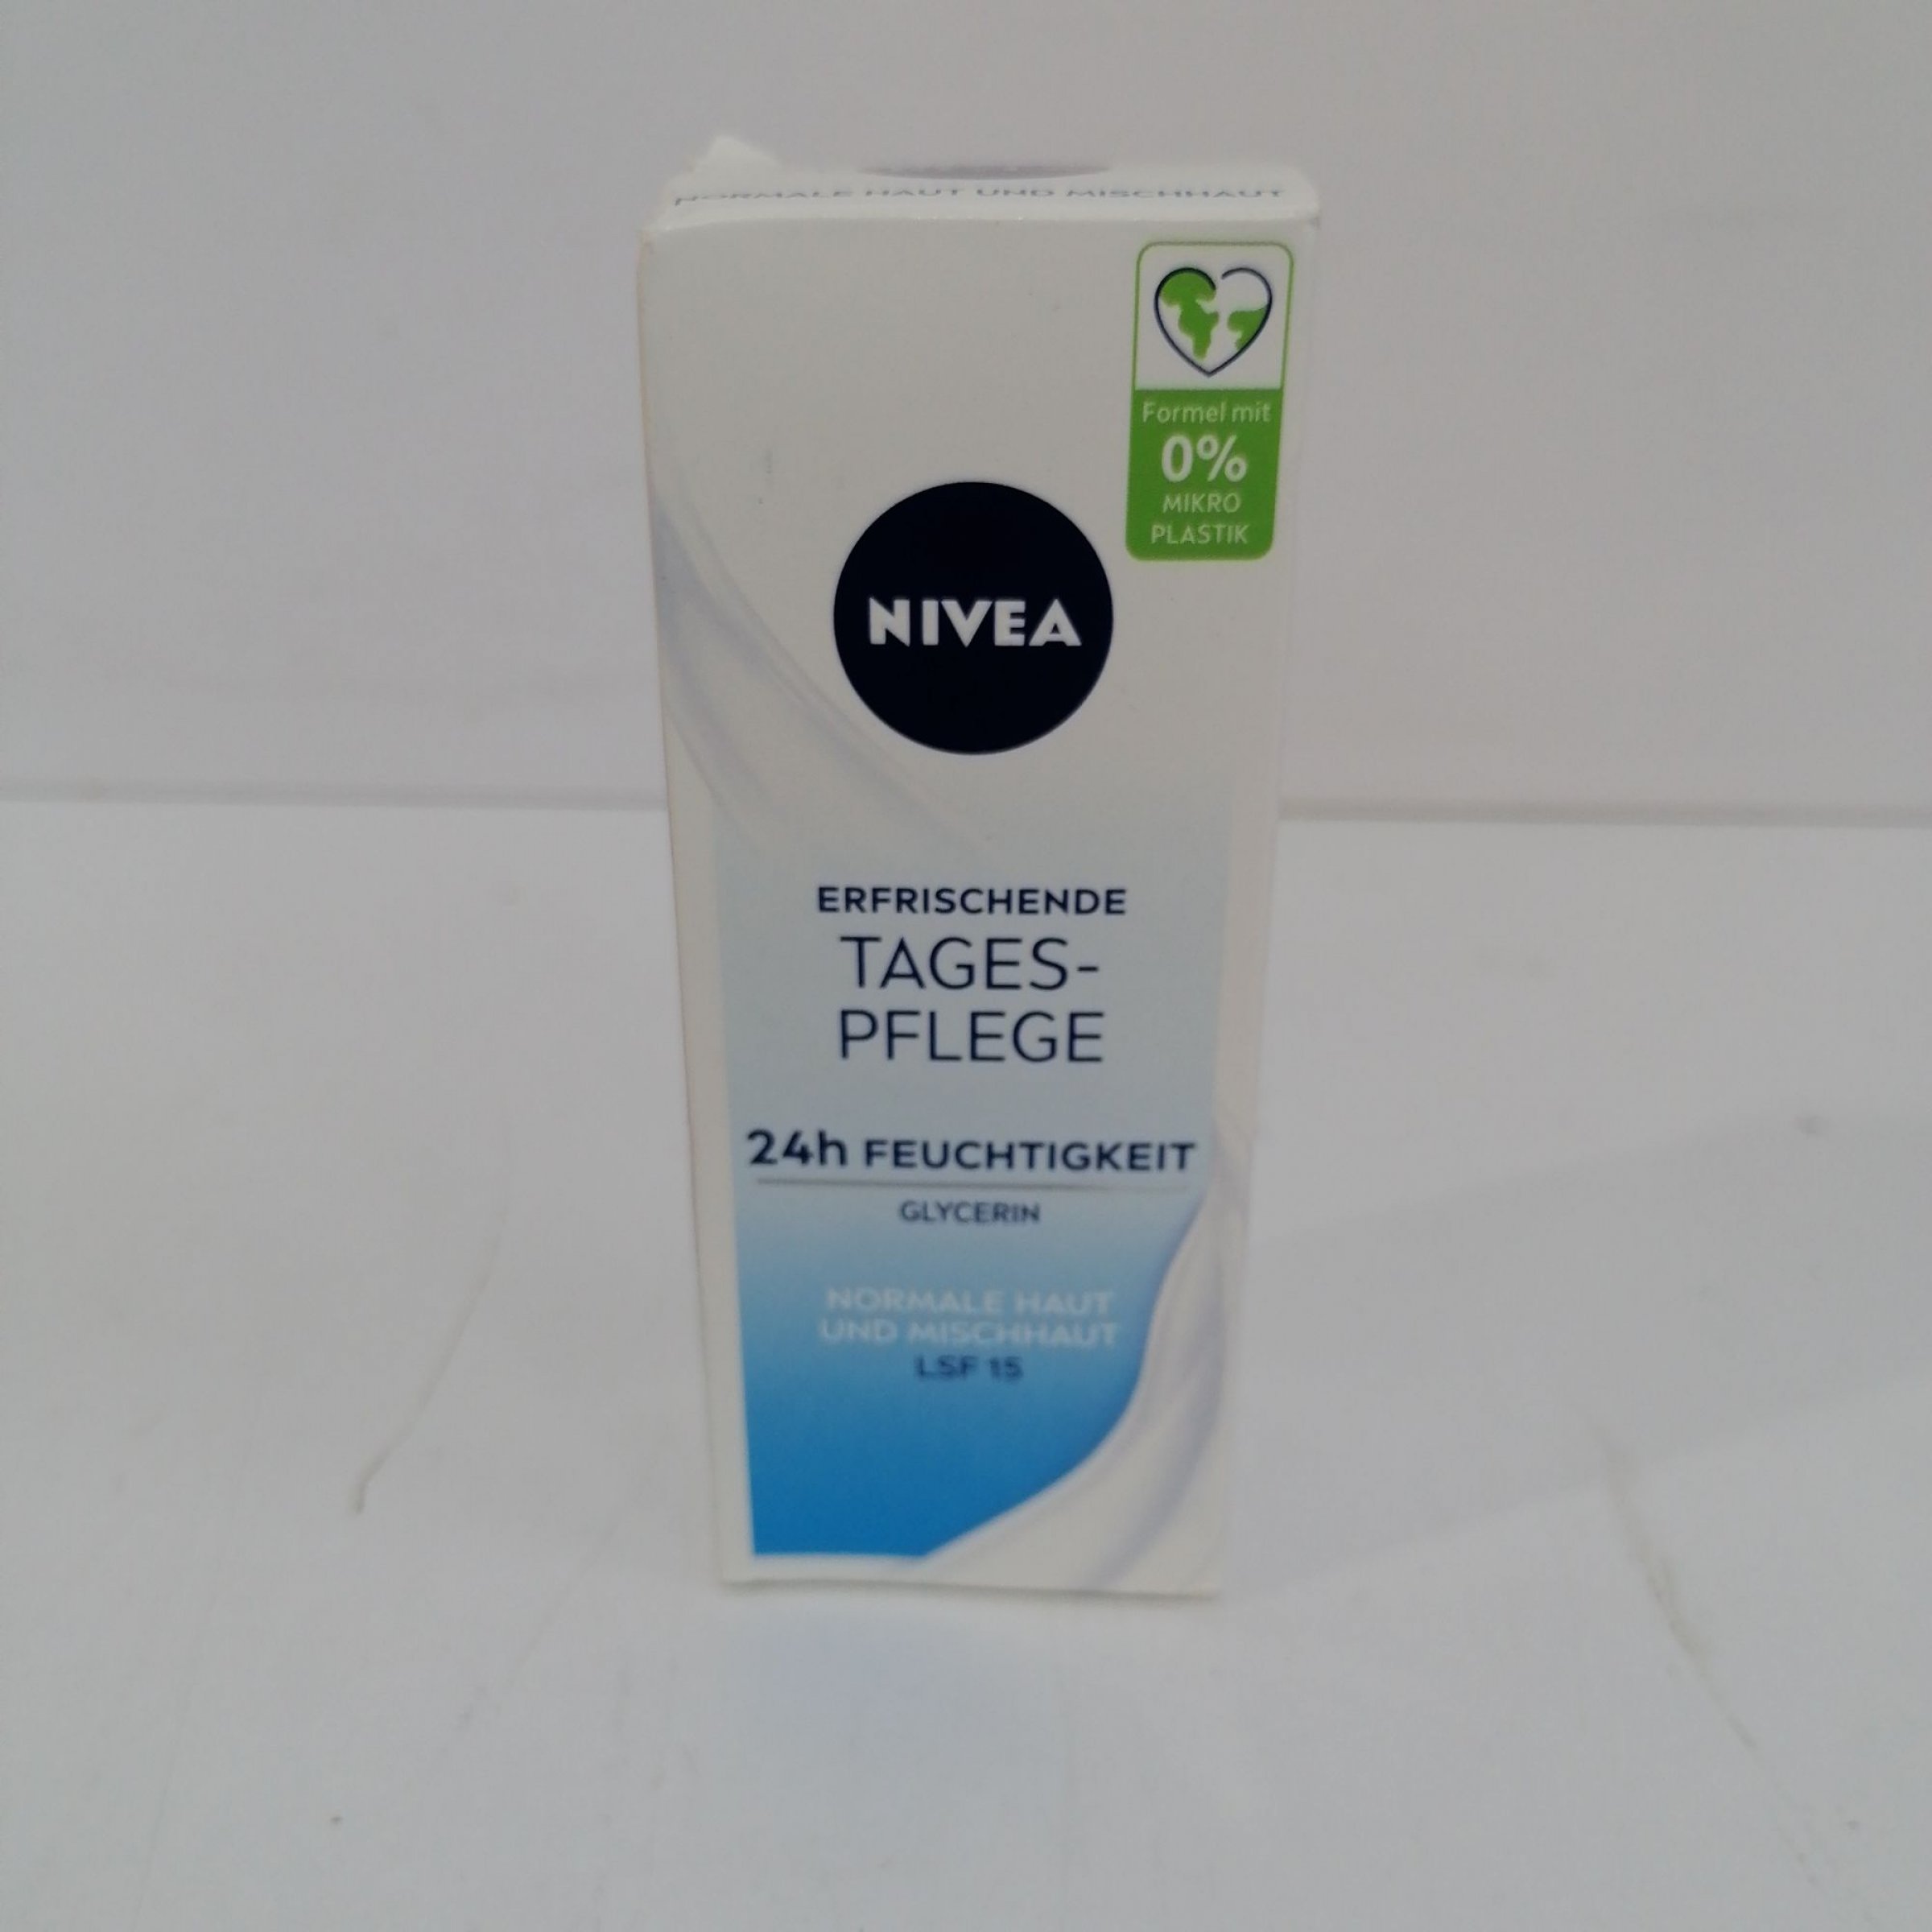 NORMALE HAUT UND MISCHHAUT
Formel mit
0%
MIKRO
PLASTIK
NIVEA
ERFRISCHENDE
TAGES-
PFLEGE
24h FEUCHTIGKEIT
GLYCERIN
NORMALE HAUT
UND MISCHHAUT
LSF 15